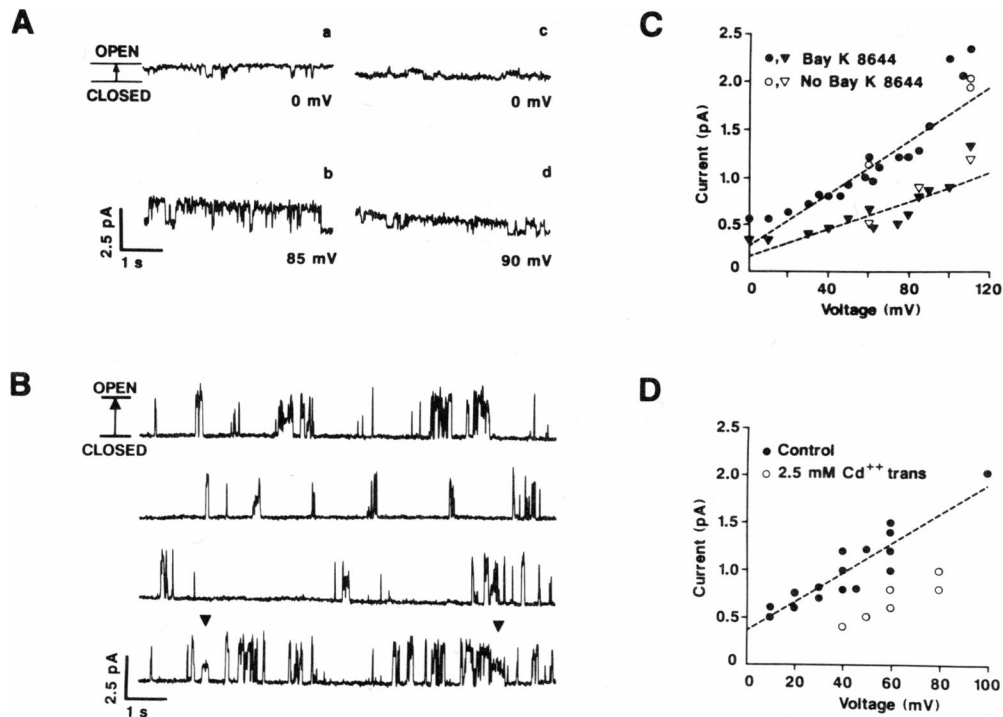 A
OPEN
CLOSED
a
0 mV
c
0 mV
b
2.5 pA
1 s
85 mV
d
90 mV
B
OPEN
CLOSED
2.5 pA
1 s
C
Current (pA)
2.5
2.0
1.5
1.0
0.5
0.0
●,▼ Bay K 8644
○,▽ No Bay K 8644
0 40 80 120
Voltage (mV)
D
Current (pA)
2.5
2.0
1.5
1.0
0.5
0.0
● Control
○ 2.5 mM Cd⁺⁺ trans
0 20 40 60 80 100
Voltage (mV)